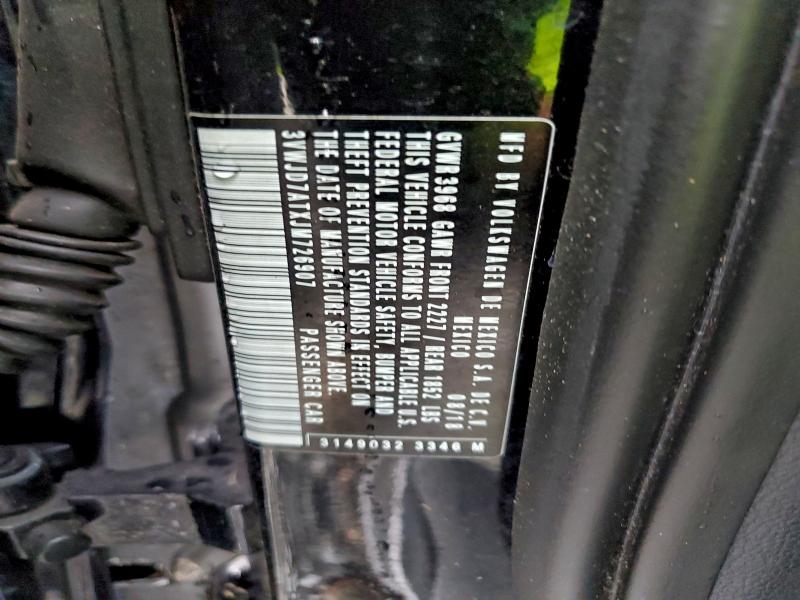 MFD BY VOLKSWAGEN DE MEXICO S.A. DE C.V.
MEXICO 08/18
GVWR 3968 GAWR FRONT 2227 / REAR 1852 LBS
THIS VEHICLE CONFORMS TO ALL APPLICABLE U.S.
FEDERAL MOTOR VEHICLE SAFETY, BUMPER AND
THEFT PREVENTION STANDARDS IN EFFECT ON
THE DATE OF MANUFACTURE SHOWN ABOVE.
3VWJD7ATXJM726907 PASSENGER CAR
3149032 3346 M